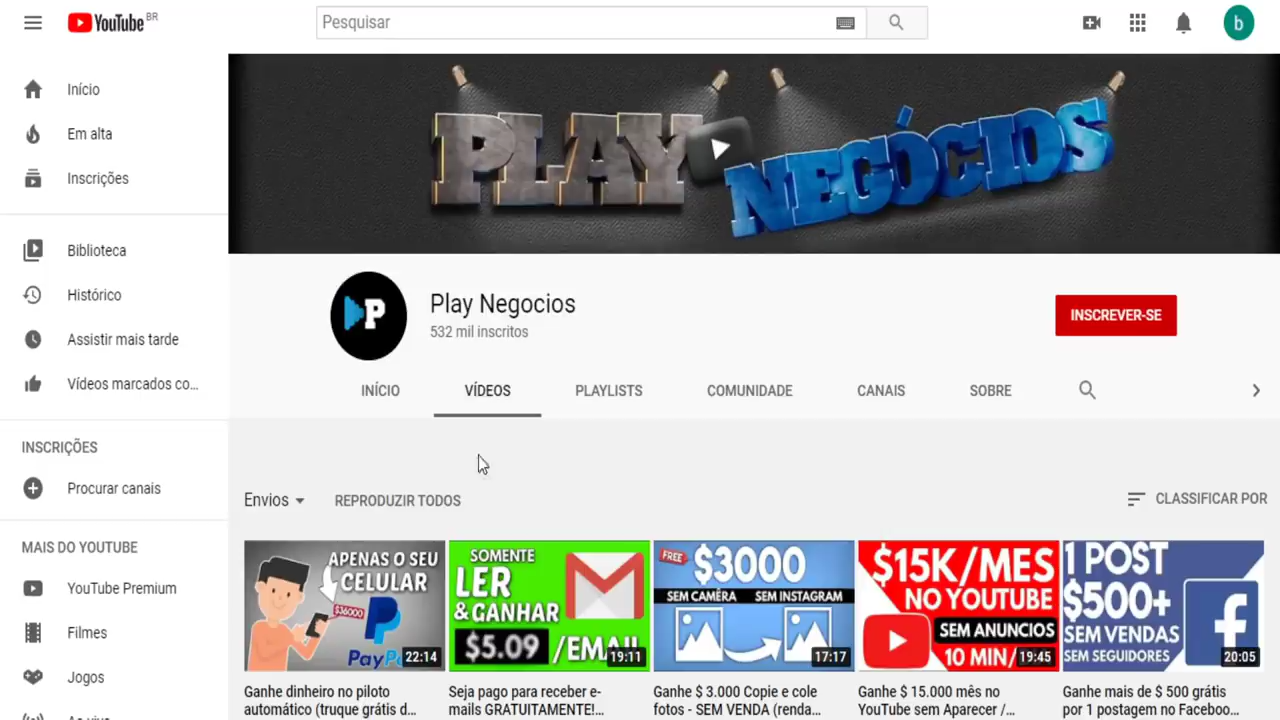 YouTube BR
Pesquisar
b
Início
Em alta
Inscrições
Biblioteca
Histórico
Assistir mais tarde
Vídeos marcados co...
INSCRIÇÕES
Procurar canais
MAIS DO YOUTUBE
YouTube Premium
Filmes
Jogos
Ao vivo
PLAY NEGÓCIOS
P
Play Negocios
532 mil inscritos
INSCREVER-SE
INÍCIO VÍDEOS PLAYLISTS COMUNIDADE CANAIS SOBRE
Envios REPRODUZIR TODOS CLASSIFICAR POR
APENAS O SEU
CELULAR
$36000
22:14
Ganhe dinheiro no piloto
automático (truque grátis d...
SOMENTE
LER
& GANHAR
$5.09 /EMAIL
19:11
Seja pago para receber e-
mails GRATUITAMENTE!...
FREE $3000
SEM CAMÊRA SEM INSTAGRAM
17:17
Ganhe $ 3.000 Copie e cole
fotos - SEM VENDA (renda...
$15K/MES
NO YOUTUBE
SEM ANUNCIOS
10 MIN/
19:45
Ganhe $ 15.000 mês no
YouTube sem Aparecer /...
1 POST
$500+
SEM VENDAS
SEM SEGUIDORES
20:05
Ganhe mais de $ 500 grátis
por 1 postagem no Faceboo...